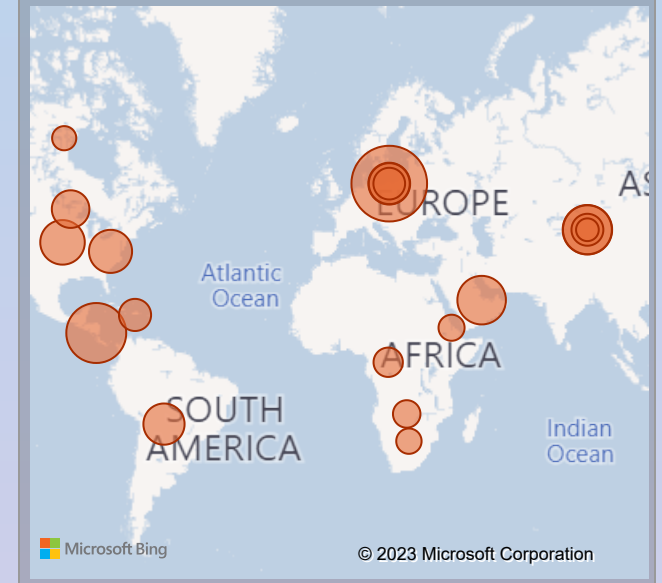 AS
EUROPE
Atlantic
Ocean
AFRICA
SOUTH
AMERICA
Indian
Ocean
Microsoft Bing
© 2023 Microsoft Corporation